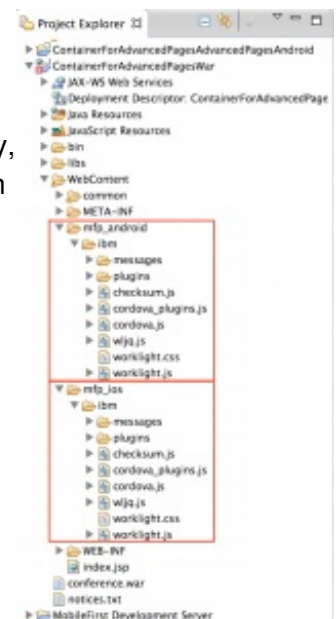 Project Explorer
ContainerForAdvancedPagesAdvancedPagesAndroid
ContainerForAdvancedPagesWar
JAX-WS Web Services
Deployment Descriptor: ContainerForAdvancedPage
Java Resources
JavaScript Resources
bin
libs
WebContent
common
META-INF
mfp_android
ibm
messages
plugins
checksum.js
cordova_plugins.js
cordova.js
wljq.js
worklight.css
worklight.js
mfp_ios
ibm
messages
plugins
checksum.js
cordova_plugins.js
cordova.js
wljq.js
worklight.css
worklight.js
WEB-INF
index.jsp
conference.war
notices.txt
MobileFirst Development Server